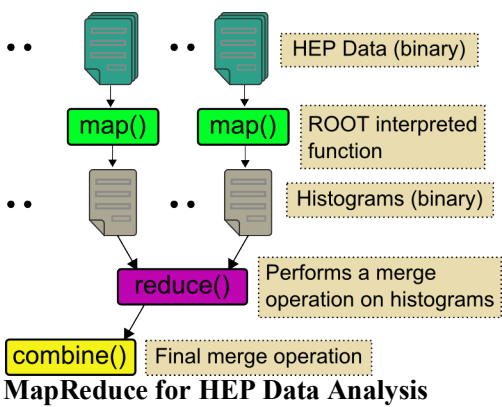 HEP Data (binary)
map()
map()
ROOT interpreted
function
Histograms (binary)
reduce()
Performs a merge
operation on histograms
combine()
Final merge operation
MapReduce for HEP Data Analysis